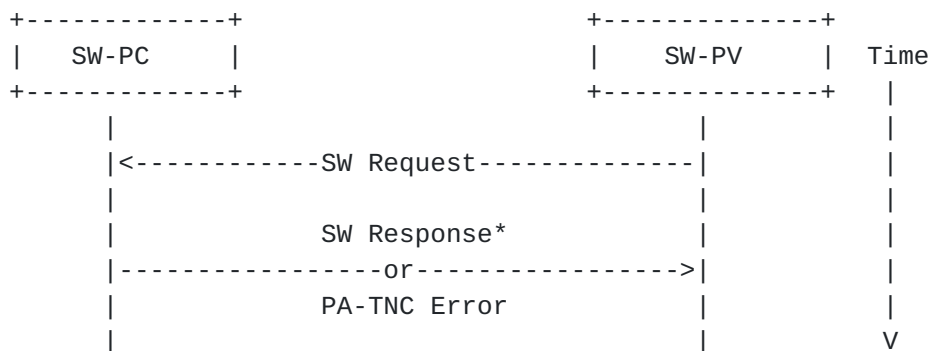 SW-PC SW-PV Time
SW Request
SW Response*
or
PA-TNC Error
V